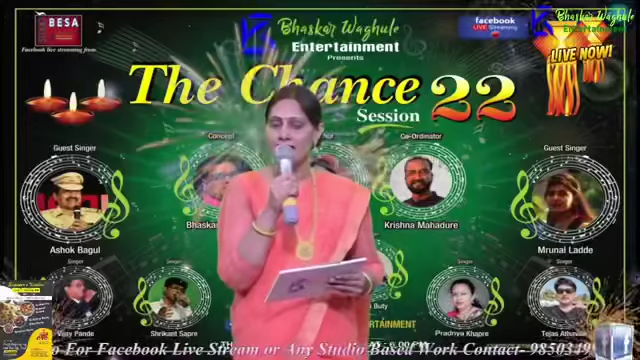 BESA
Facebook live streaming from.
Bhaskar Waghule
Entertainment
Presents
facebook
LIVE Streaming
Bhaskar Waghule
Entertainment
LIVE NOW!
The Chance 22
Session
Guest Singer
Concept
Co-Ordinator
Guest Singer
Ashok Bagul
Bhaskar
Krishna Mahadure
Mrunal Ladde
Singer
Singer
Singer
Singer
Vijay Pande
Shrikant Sapre
Pradnya Khapre
Tejas Athavale
For Facebook Live Stream or Any Studio Based Work Contact- 9850349